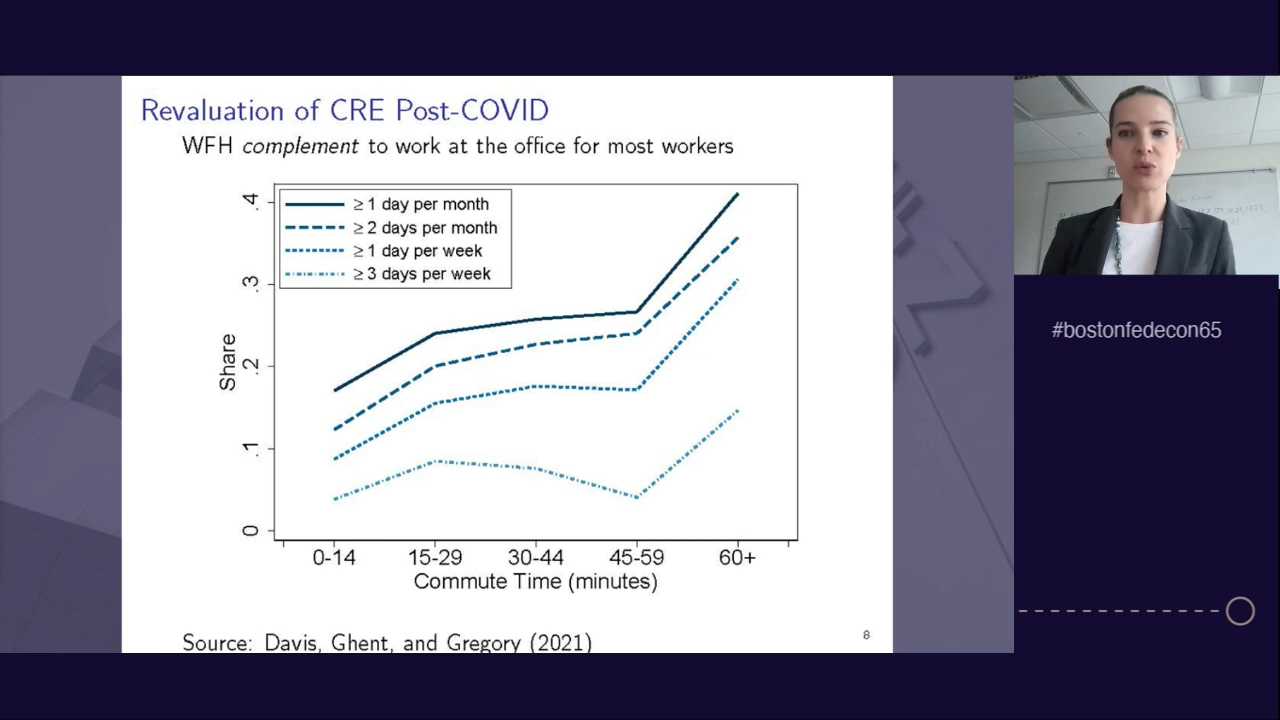 Revaluation of CRE Post-COVID
WFH complement to work at the office for most workers
≥ 1 day per month
≥ 2 days per month
≥ 1 day per week
≥ 3 days per week
.4
.3
.2
.1
0
Share
0-14 15-29 30-44 45-59 60+
Commute Time (minutes)
Source: Davis, Ghent, and Gregory (2021)
8
#bostonfedecon65